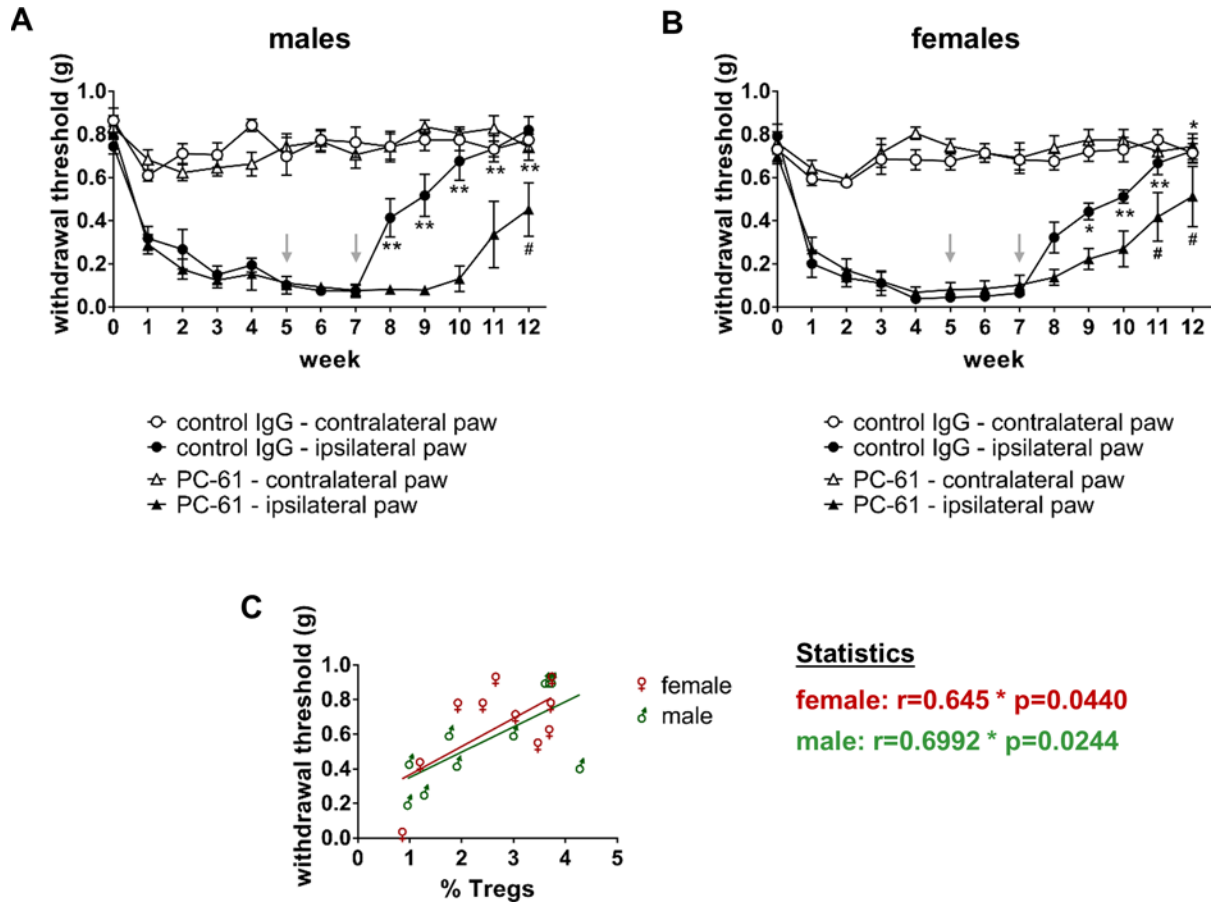 A
males
withdrawal threshold (g)
1.0
0.8
0.6
0.4
0.2
0.0
** ** ** ** **
#
0 1 2 3 4 5 6 7 8 9 10 11 12
week
control IgG - contralateral paw
control IgG - ipsilateral paw
PC-61 - contralateral paw
PC-61 - ipsilateral paw
B
females
withdrawal threshold (g)
1.0
0.8
0.6
0.4
0.2
0.0
* ** ** *
# #
0 1 2 3 4 5 6 7 8 9 10 11 12
week
control IgG - contralateral paw
control IgG - ipsilateral paw
PC-61 - contralateral paw
PC-61 - ipsilateral paw
C
withdrawal threshold (g)
1.0
0.8
0.6
0.4
0.2
0.0
0 1 2 3 4 5
% Tregs
♀ female
♂ male
Statistics
female: r=0.645 * p=0.0440
male: r=0.6992 * p=0.0244